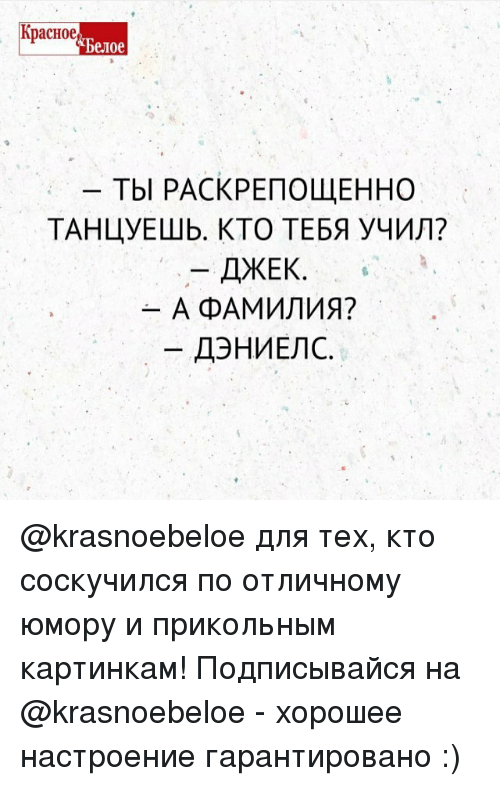 Красное
&Белое
– ТЫ РАСКРЕПОЩЕННО
ТАНЦУЕШЬ. КТО ТЕБЯ УЧИЛ?
– ДЖЕК.
– А ФАМИЛИЯ?
– ДЭНИЕЛС.
@krasnoebeloe для тех, кто
соскучился по отличному
юмору и прикольным
картинкам! Подписывайся на
@krasnoebeloe - хорошее
настроение гарантировано :)